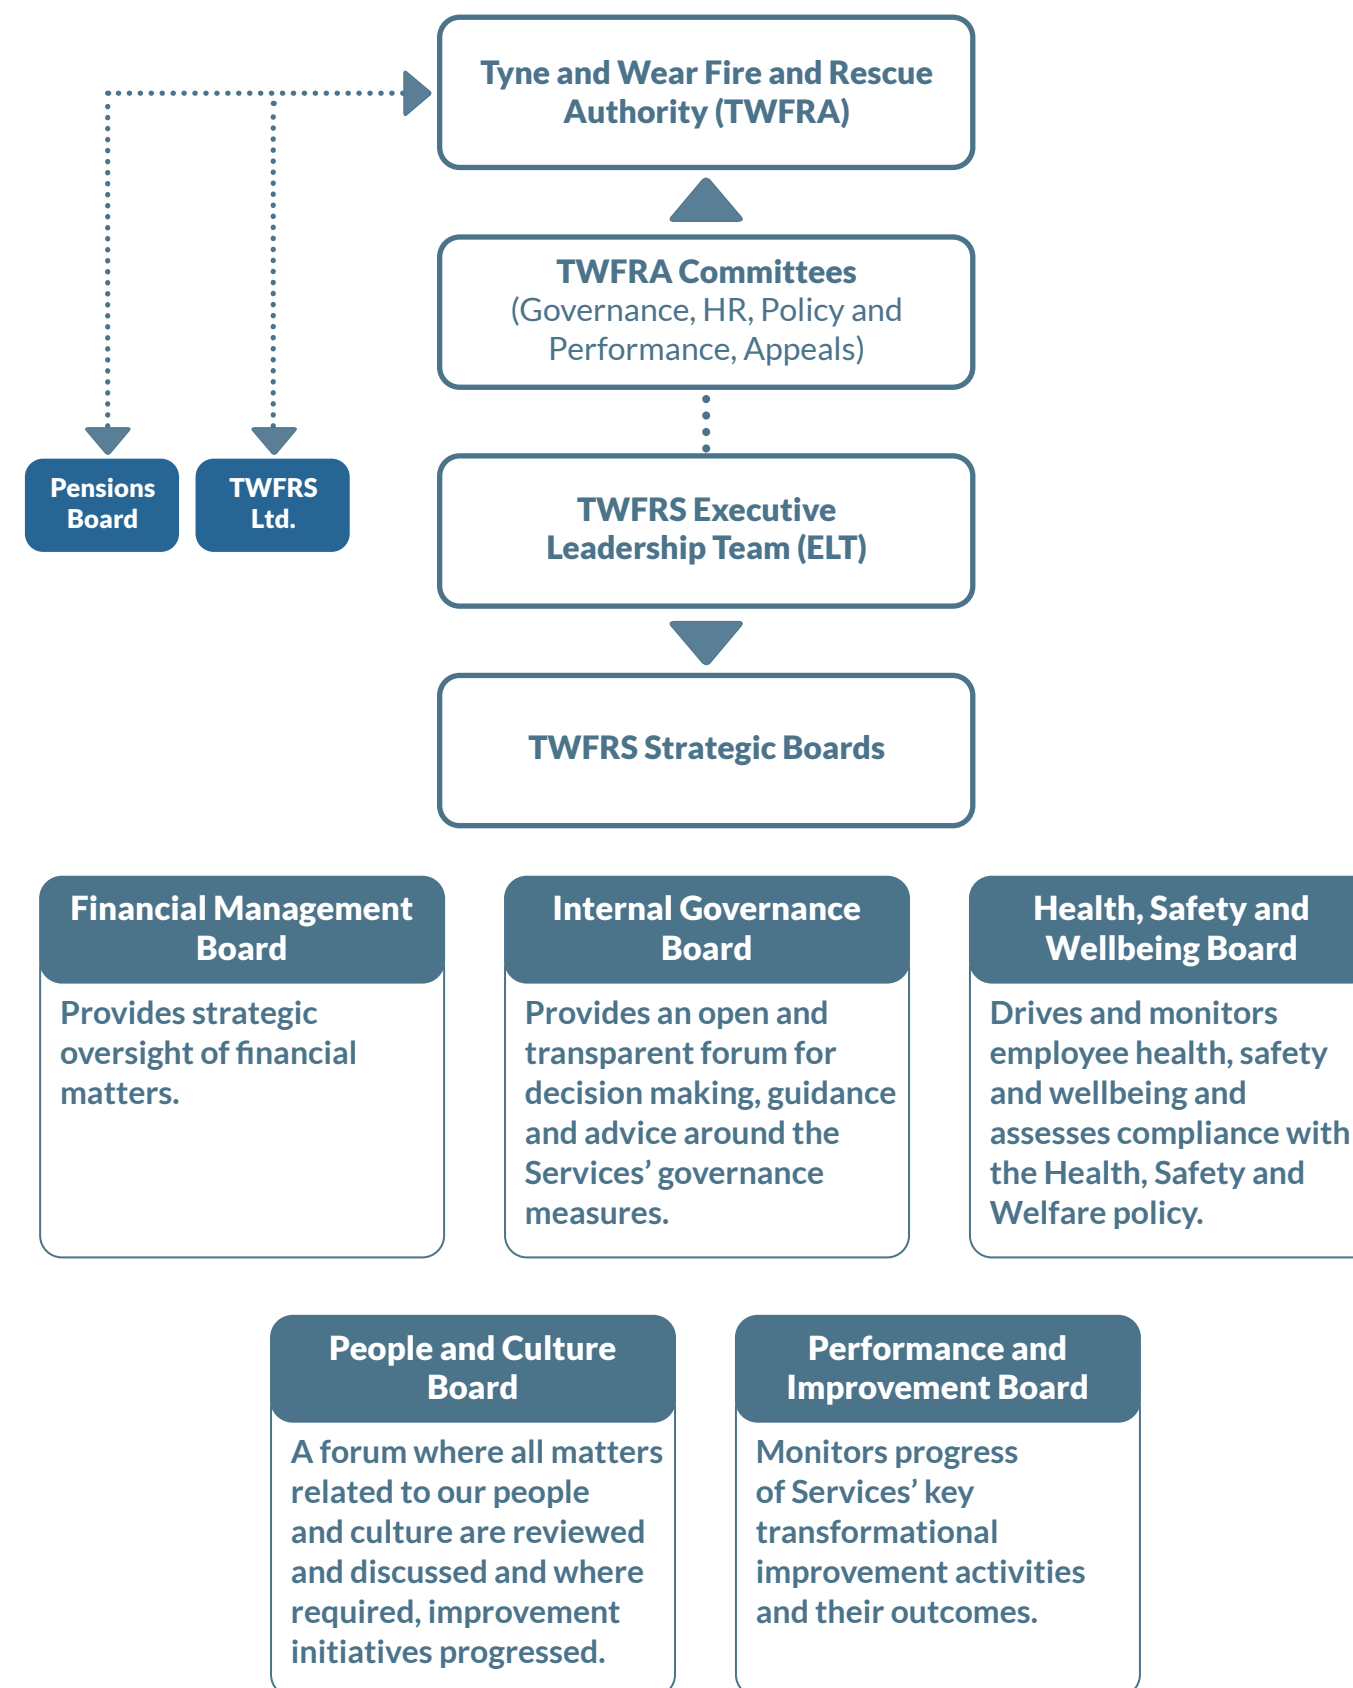 Tyne and Wear Fire and Rescue
Authority (TWFRA)
TWFRA Committees
(Governance, HR, Policy and
Performance, Appeals)
Pensions
Board
TWFRS
Ltd.
TWFRS Executive
Leadership Team (ELT)
TWFRS Strategic Boards
Financial Management
Board
Provides strategic
oversight of financial
matters.
Internal Governance
Board
Provides an open and
transparent forum for
decision making, guidance
and advice around the
Services’ governance
measures.
Health, Safety and
Wellbeing Board
Drives and monitors
employee health, safety
and wellbeing and
assesses compliance with
the Health, Safety and
Welfare policy.
People and Culture
Board
A forum where all matters
related to our people
and culture are reviewed
and discussed and where
required, improvement
initiatives progressed.
Performance and
Improvement Board
Monitors progress
of Services’ key
transformational
improvement activities
and their outcomes.